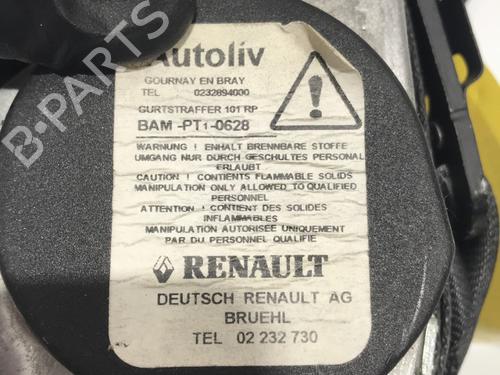 Autoliv
GOURNAY EN BRAY
TEL 0232894000
GURTSTRAFFER 101 RP
BAM -PT1-0628
WARNUNG ! ENHALT BRENNBARE STOFFE
UMGANG NUR DURCH GESCHULTES PERSONAL
ERLAUBT
CAUTION ! CONTIENTS FLAMMABLE SOLIDS
MANIPULATION ONLY ALLOWED TO QUALIFIED
PERSONNEL
ATTENTION ! CONTIENT DES SOLIDES
INFLAMMABLES
MANIPULATION AUTORISEE UNIQUEMENT
PAR DU PERSONNEL QUALIFIE
RENAULT
DEUTSCH RENAULT AG
BRUEHL
TEL 02 232 730
B-PARTS